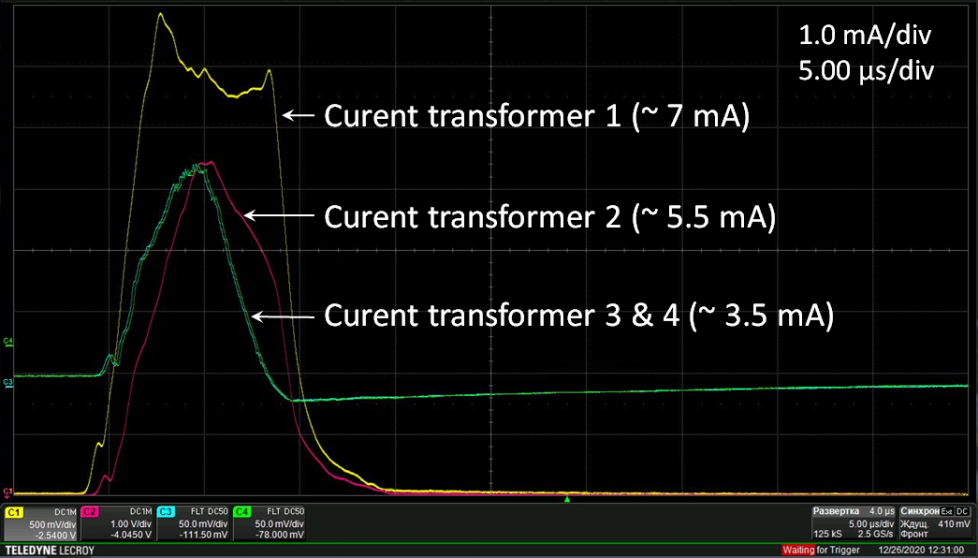 1.0 mA/div
5.00 μs/div
Curent transformer 1 (~ 7 mA)
Curent transformer 2 (~ 5.5 mA)
Curent transformer 3 & 4 (~ 3.5 mA)
C4
C3
C1 DC1M
500 mV/div
-2.5400 V
C2 DC1M
1.00 V/div
-4.0450 V
C3 FLT DC50
50.0 mV/div
-111.50 mV
C4 FLT DC50
50.0 mV/div
-78.000 mV
Развертка 4.0 µs
5.00 µs/div
125 kS 2.5 GS/s
Синхрон Ext DC
Ждущ. 410 mV
Фронт
TELEDYNE LECROY
Waiting for Trigger 12/26/2020 12:31:00